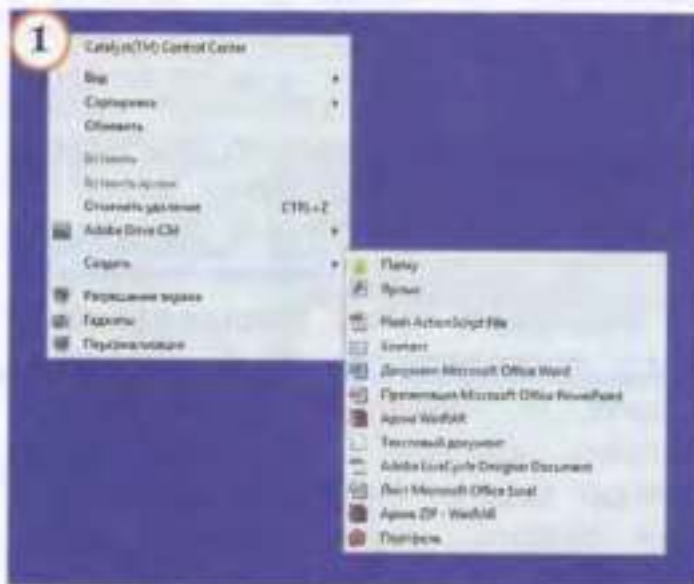 1
Catalyst(TM) Control Center
Вид
Сортировка
Обновить
Вставить
Вставить ярлык
Отменить удаление CTRL+Z
Adobe Drive CS4
Создать
Разрешение экрана
Гаджеты
Персонализация
Папку
Ярлык
Flash ActionScript File
Контакт
Документ Microsoft Office Word
Презентация Microsoft Office PowerPoint
Архив WinRAR
Текстовый документ
Adobe LiveCycle Designer Document
Лист Microsoft Office Excel
Архив ZIP - WinRAR
Портфель